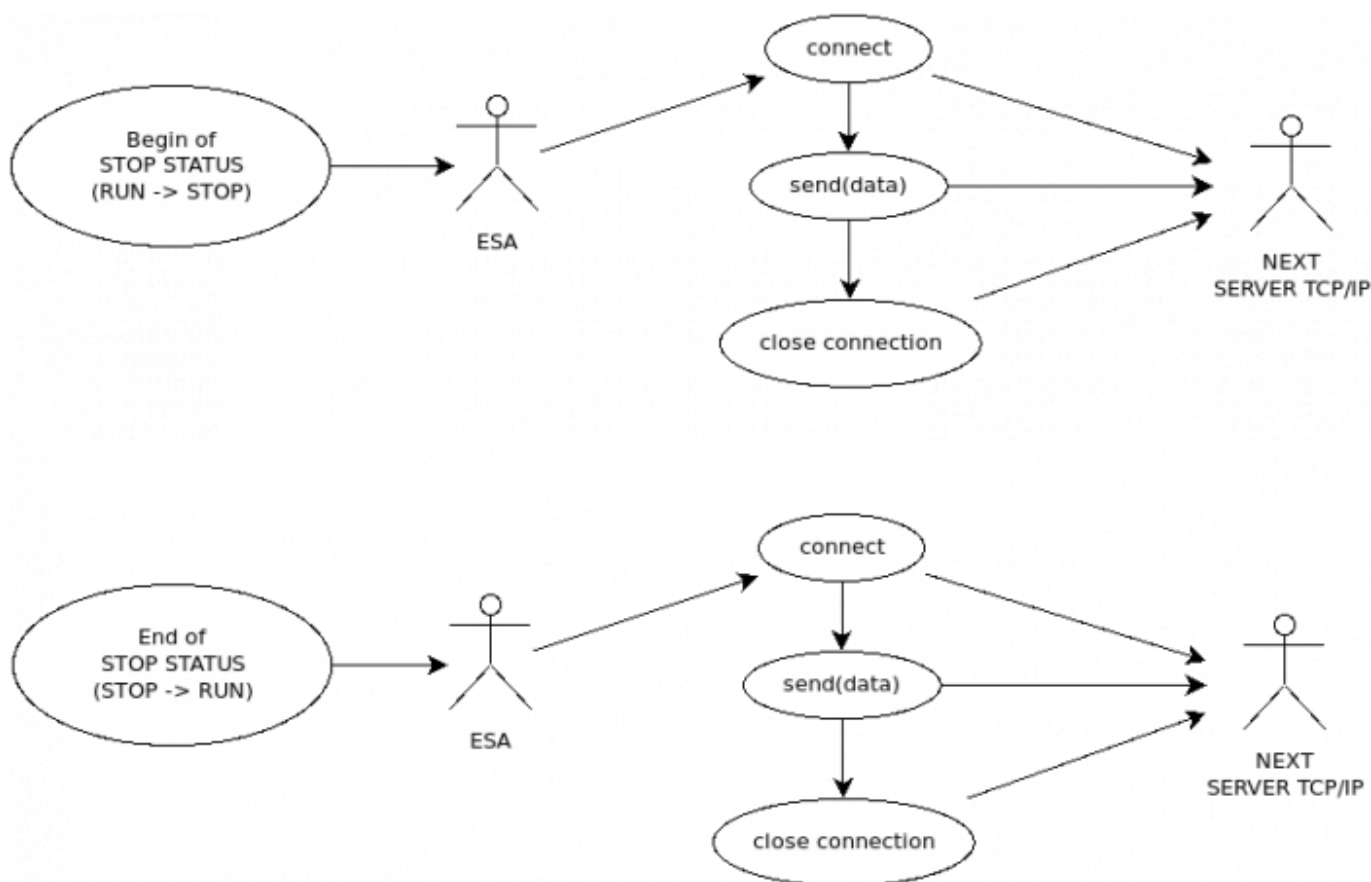 connect
Begin of
STOP STATUS
(RUN -> STOP)
send(data)
ESA
NEXT
SERVER TCP/IP
close connection
connect
End of
STOP STATUS
(STOP -> RUN)
send(data)
ESA
NEXT
SERVER TCP/IP
close connection